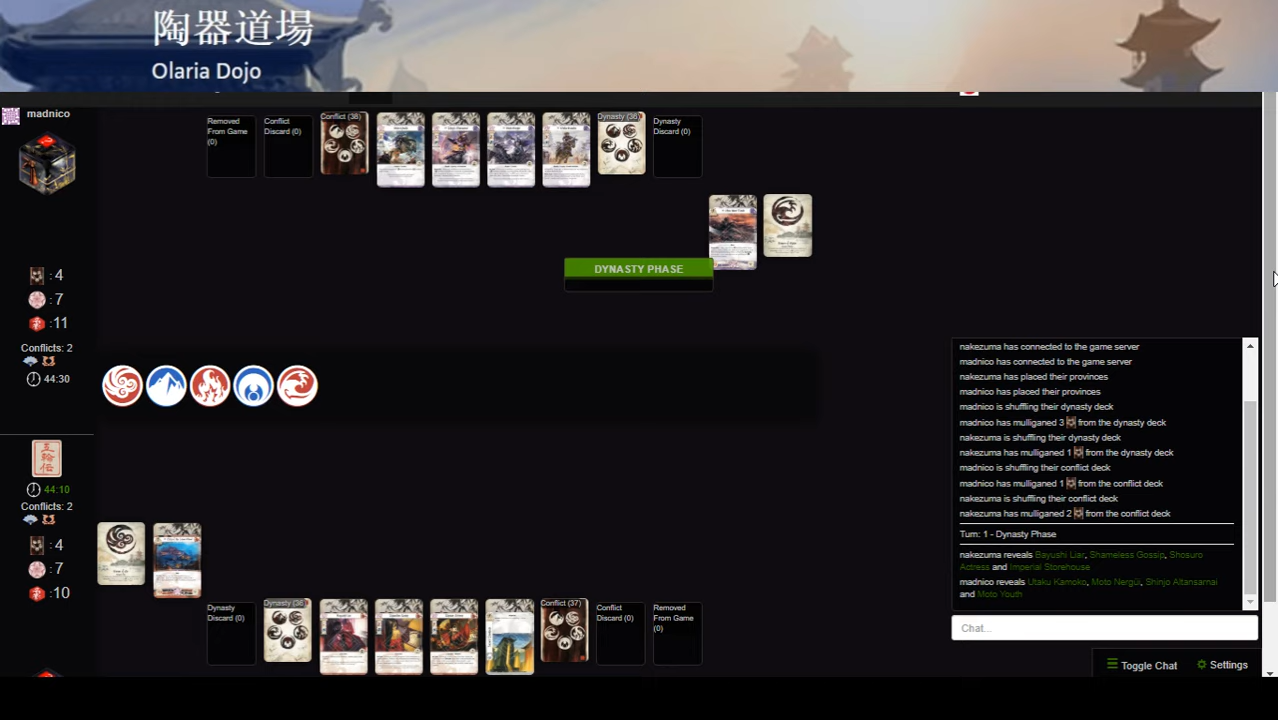 陶器道場
Olaria Dojo
madnico
Removed
From Game
(0)
Conflict
Discard (0)
Conflict (38)
Dynasty (36)
Dynasty
Discard (0)
DYNASTY PHASE
:4
:7
:11
Conflicts: 2
44:30
44:10
Conflicts: 2
:4
:7
:10
Dynasty
Discard (0)
Conflict (37)
Conflict
Discard (0)
Removed
From Game
(0)
nakezuma has connected to the game server
madnico has connected to the game server
nakezuma has placed their provinces
madnico has placed their provinces
madnico is shuffling their dynasty deck
madnico has mulliganed 3 from the dynasty deck
nakezuma is shuffling their dynasty deck
nakezuma has mulliganed 1 from the dynasty deck
madnico is shuffling their conflict deck
madnico has mulliganed 1 from the conflict deck
nakezuma is shuffling their conflict deck
nakezuma has mulliganed 2 from the conflict deck
Turn: 1 - Dynasty Phase
nakezuma reveals Bayushi Liar, Shameless Gossip, Shosuro
Actress and Imperial Storehouse
madnico reveals Utaku Kamoko, Moto Nergüi, Shinjo Altansarnai
and Moto Youth
Chat...
Toggle Chat
Settings